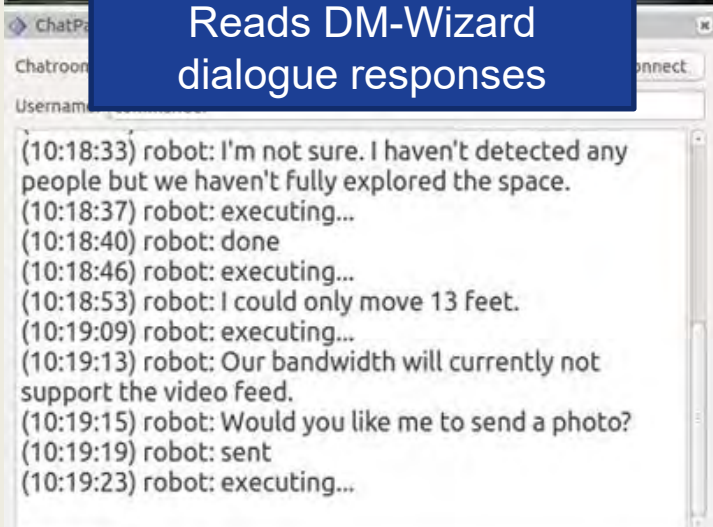 Reads DM-Wizard
dialogue responses
ChatPa
Chatroom
onnect
Username
(10:18:33) robot: I'm not sure. I haven't detected any
people but we haven't fully explored the space.
(10:18:37) robot: executing...
(10:18:40) robot: done
(10:18:46) robot: executing...
(10:18:53) robot: I could only move 13 feet.
(10:19:09) robot: executing...
(10:19:13) robot: Our bandwidth will currently not
support the video feed.
(10:19:15) robot: Would you like me to send a photo?
(10:19:19) robot: sent
(10:19:23) robot: executing...